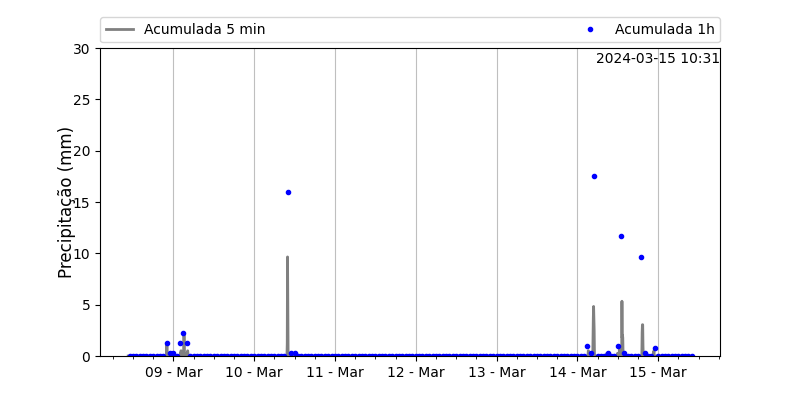 Acumulada 5 min
Acumulada 1h
2024-03-15 10:31
Precipitação (mm)
30
25
20
15
10
5
0
09 - Mar
10 - Mar
11 - Mar
12 - Mar
13 - Mar
14 - Mar
15 - Mar